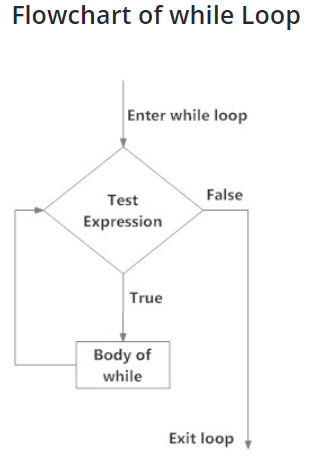 Flowchart of while Loop
Enter while loop
Test
Expression
False
True
Body of
while
Exit loop